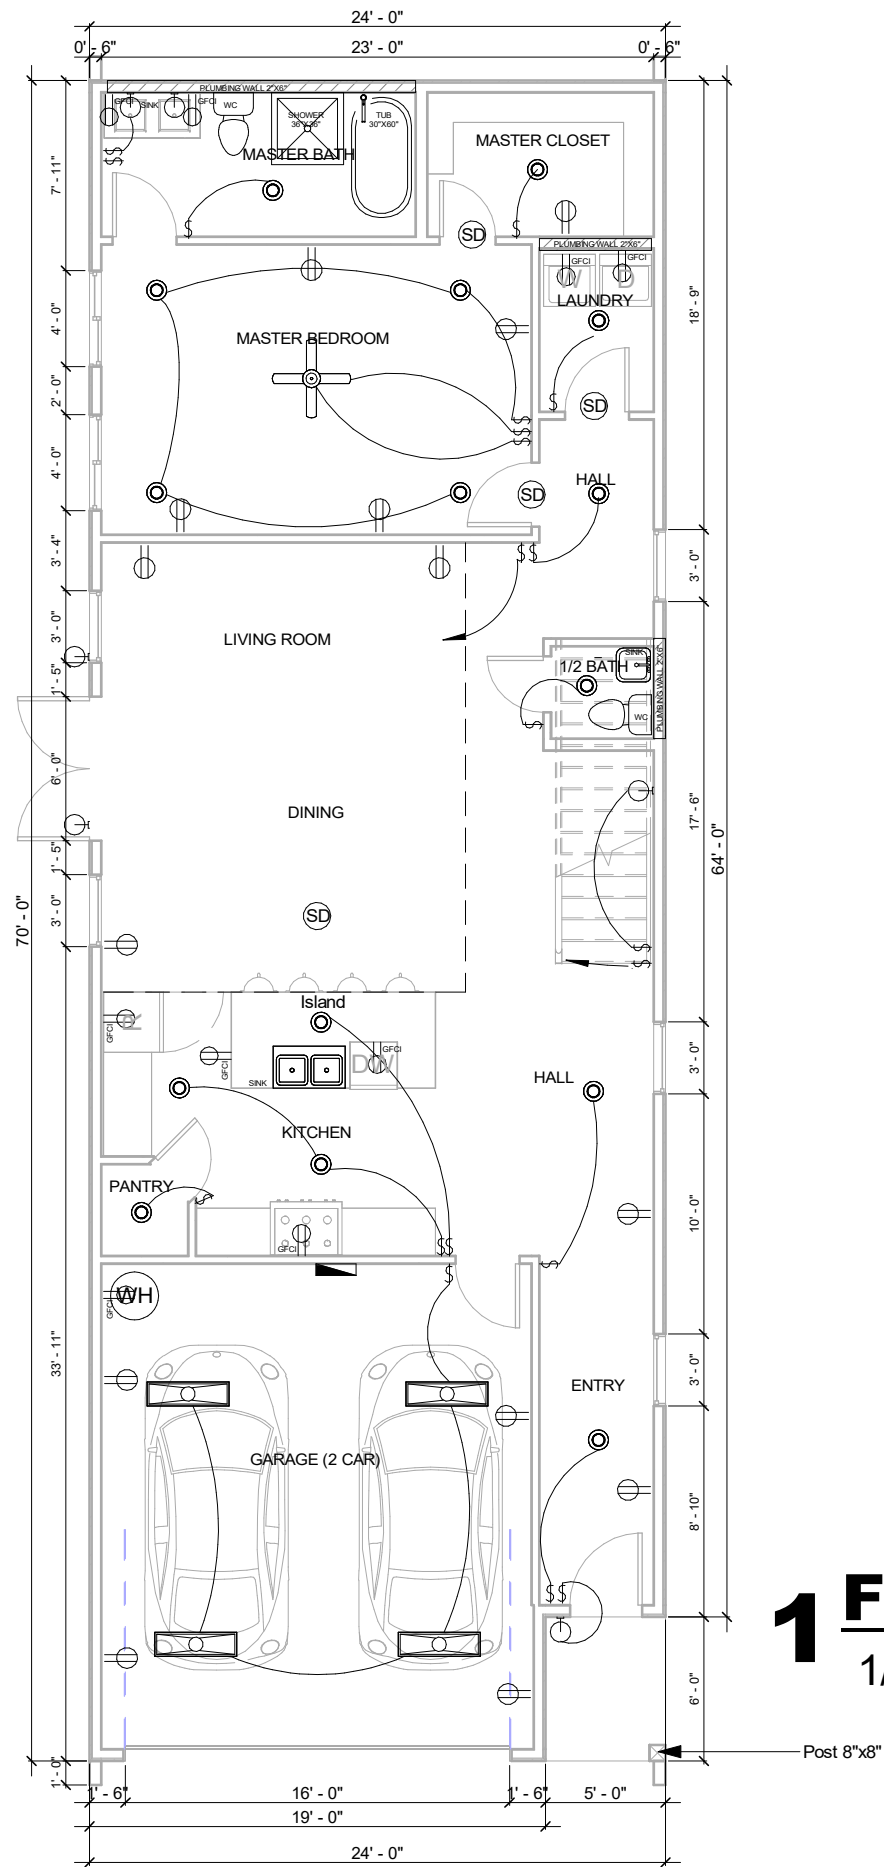 24' - 0"
0' - 6"
23' - 0"
0' - 6"
PLUMBING WALL 2"X6"
GFCI
SINK
GFCI
WC
SHOWER
36"X36"
TUB
30"X60"
MASTER BATH
MASTER CLOSET
7' - 11"
SD
PLUMBING WALL 2"X6"
GFCI
GFCI
W
D
LAUNDRY
18' - 9"
4' - 0"
MASTER BEDROOM
2' - 0"
SD
4' - 0"
HALL
SD
3' - 4"
3' - 0"
LIVING ROOM
3' - 0"
1/2 BATH
SINK
PLUMBING WALL 2"X6"
WC
1' - 5"
6' - 0"
DINING
17' - 6"
64' - 0"
1' - 5"
3' - 0"
70' - 0"
SD
Island
R
GFCI
GFCI
SINK
DW
GFCI
3' - 0"
HALL
KITCHEN
PANTRY
10' - 0"
GFCI
WH
GFCI
33' - 11"
3' - 0"
ENTRY
GARAGE (2 CAR)
8' - 10"
1
F
1/
6' - 0"
Post 8"x8"
1' - 0"
1' - 6"
16' - 0"
1' - 6"
5' - 0"
19' - 0"
24' - 0"